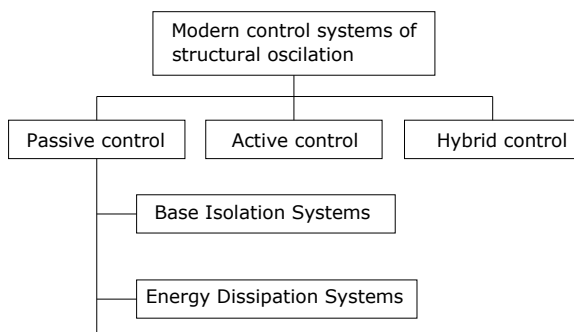 Modern control systems of
structural oscilation
Passive control
Active control
Hybrid control
Base Isolation Systems
Energy Dissipation Systems